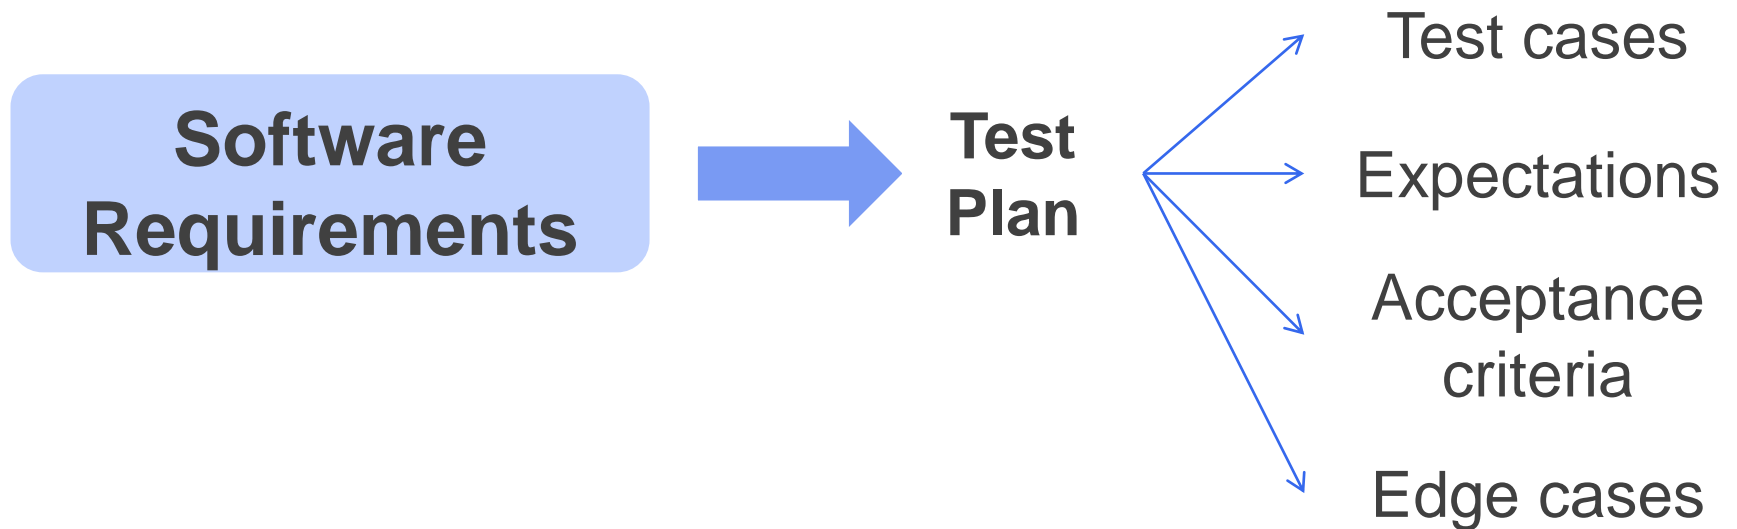 Software
Requirements
Test
Plan
Test cases
Expectations
Acceptance
criteria
Edge cases